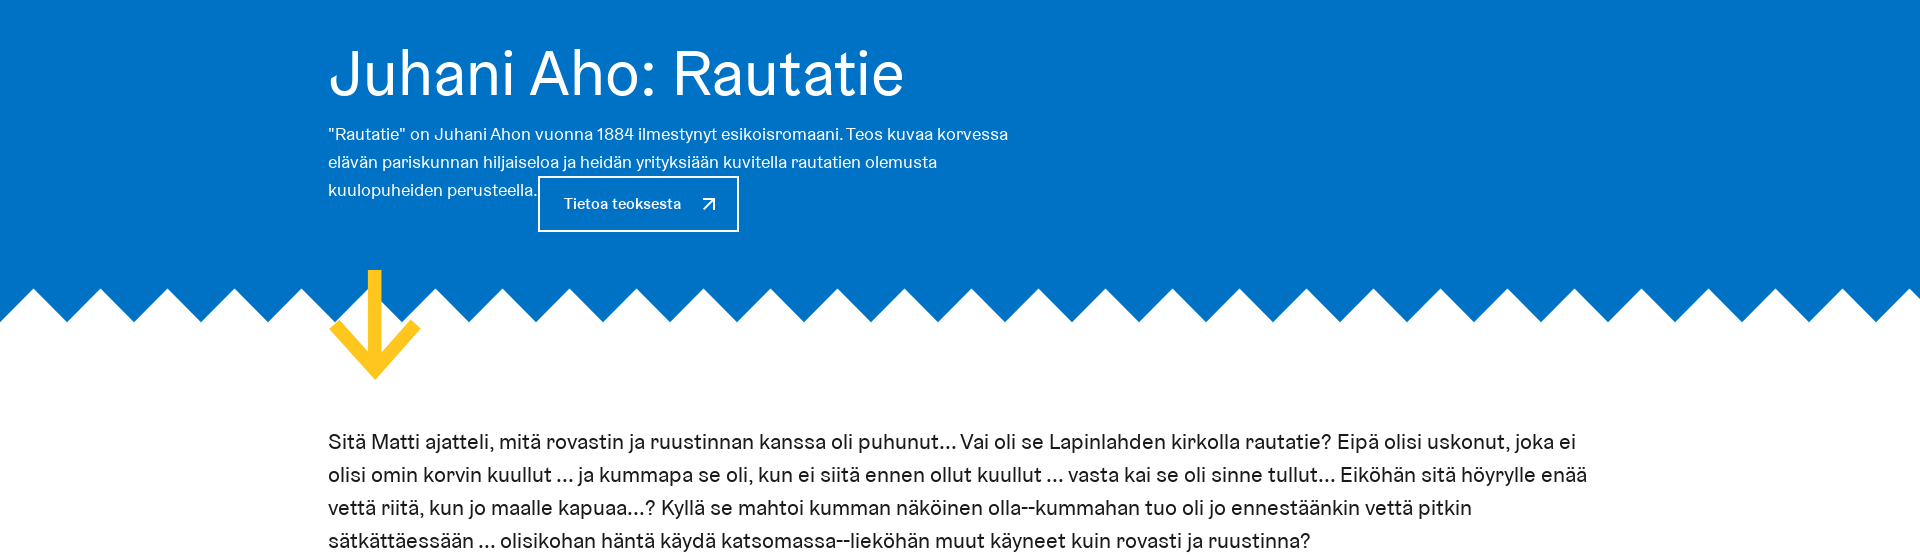 Juhani Aho: Rautatie
"Rautatie" on Juhani Ahon vuonna 1884 ilmestynyt esikoisromaani. Teos kuvaa korvessa
elävän pariskunnan hiljaiseloa ja heidän yrityksiään kuvitella rautatien olemusta
kuulopuheiden perusteella.
Tietoa teoksesta
Sitä Matti ajatteli, mitä rovastin ja ruustinnan kanssa oli puhunut... Vai oli se Lapinlahden kirkolla rautatie? Eipä olisi uskonut, joka ei
olisi omin korvin kuullut ... ja kummapa se oli, kun ei siitä ennen ollut kuullut ... vasta kai se oli sinne tullut... Eiköhän sitä höyrylle enää
vettä riitä, kun jo maalle kapuaa...? Kyllä se mahtoi kumman näköinen olla--kummahan tuo oli jo ennestäänkin vettä pitkin
sätkättäessään ... olisikohan häntä käydä katsomassa--lieköhän muut käyneet kuin rovasti ja ruustinna?